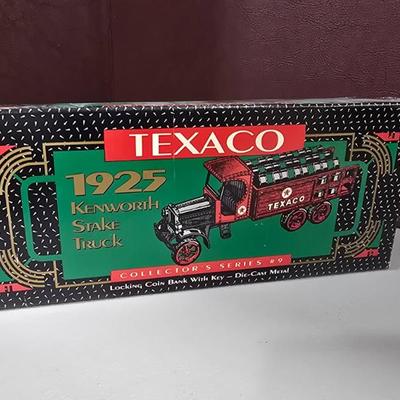 TEXACO
1925
KENWORTH
STAKE
TRUCK
TEXACO
COLLECTOR'S SERIES #9
LOCKING COIN BANK WITH KEY – DIE-CAST METAL